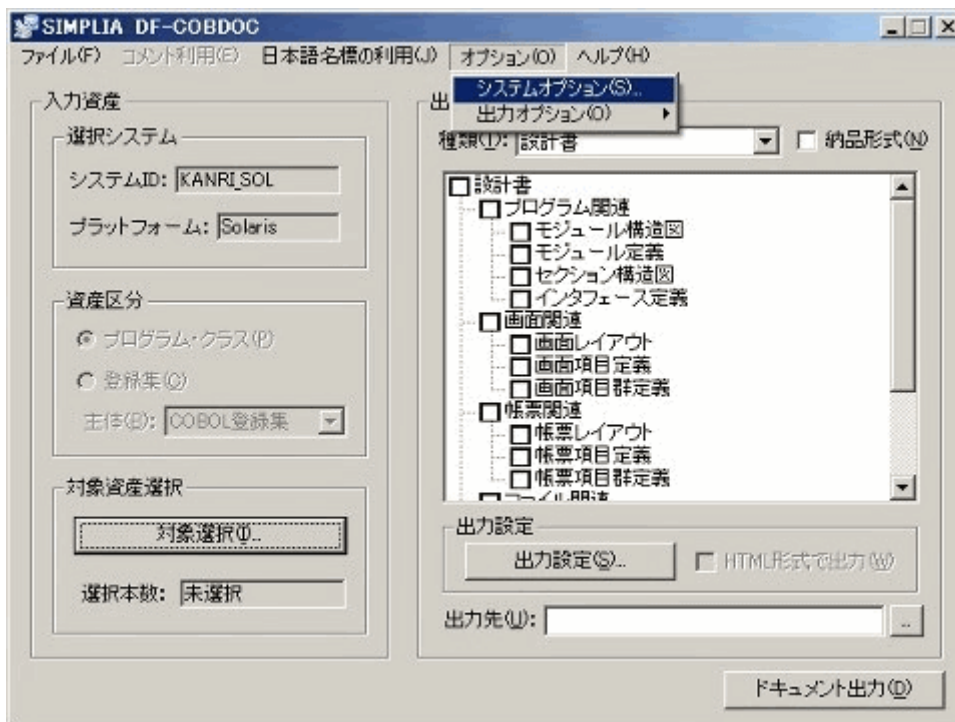 SIMPLIA DF-COBDOC
ファイル(F) コメント利用(E) 日本語名標の利用(J) オプション(O) ヘルプ(H)
システムオプション(S)...
出力オプション(O)
入力資産
選択システム
システムID: KANRI_SOL
プラットフォーム: Solaris
資産区分
プログラム・クラス(P)
登録集(C)
主体(B): COBOL登録集
対象資産選択
対象選択(I)...
選択本数: 未選択
出
種類(T): 設計書 納品形式(N)
設計書
プログラム関連
モジュール構造図
モジュール定義
セクション構造図
インタフェース定義
画面関連
画面レイアウト
画面項目定義
画面項目群定義
帳票関連
帳票レイアウト
帳票項目定義
帳票項目群定義
ファイル関連
出力設定
出力設定(S)... HTML形式で出力(W)
出力先(U): ..
ドキュメント出力(D)